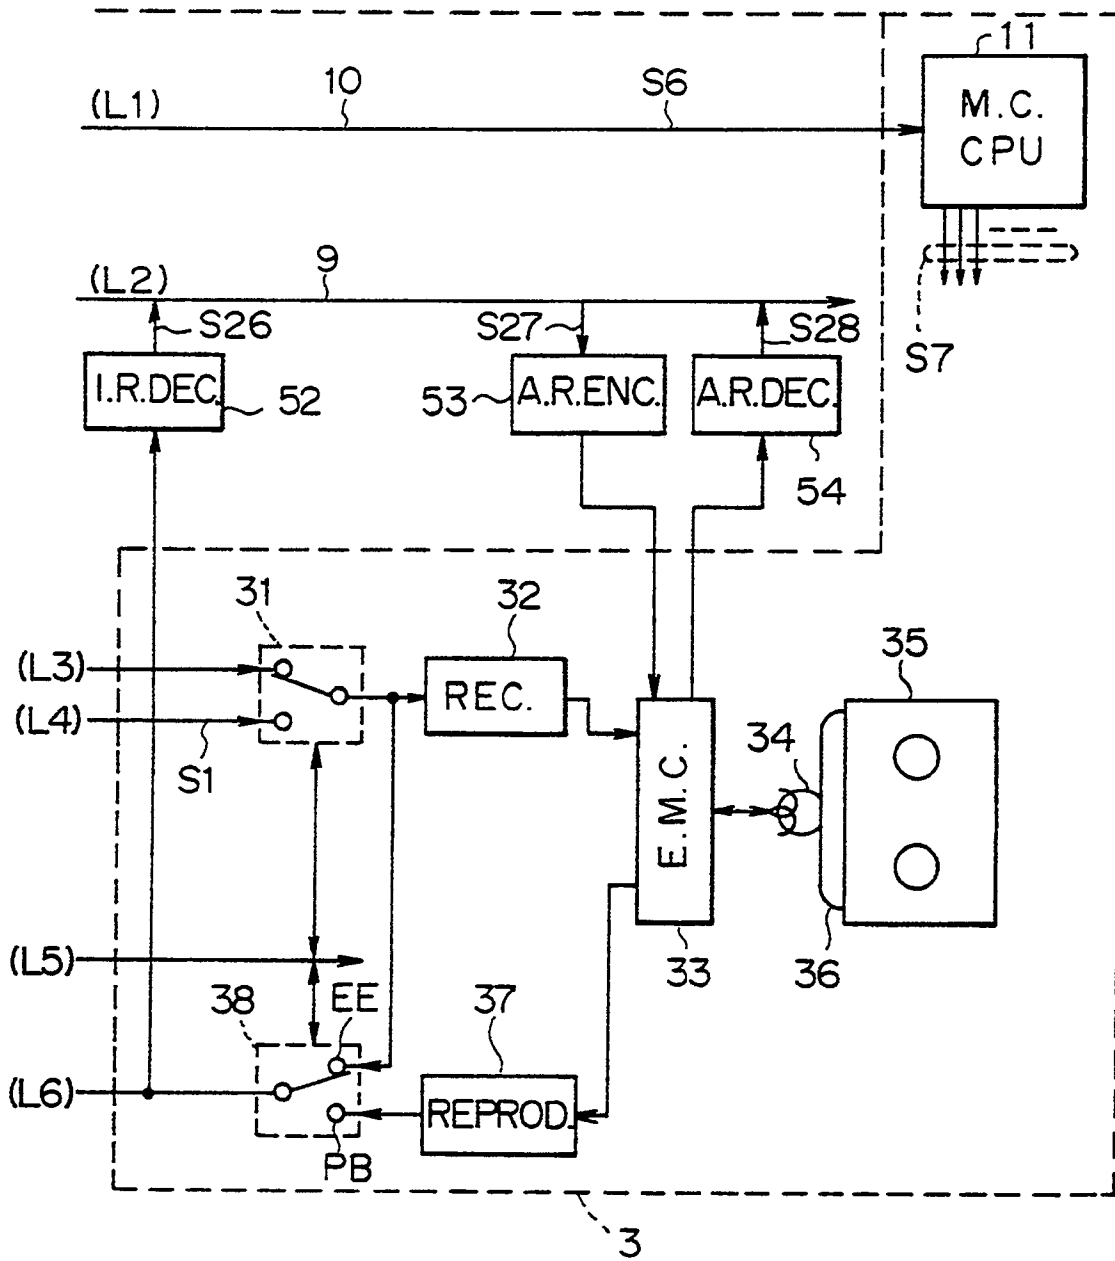 11
(L1)
10
S6
M.C.
CPU
(L2)
9
S26
S27
S28
S7
I.R.DEC.
52
53
A.R.ENC.
A.R.DEC.
54
31
32
35
(L3)
REC.
(L4)
S1
34
E.M.C.
(L5)
33
36
38
EE
37
(L6)
REPROD.
PB
3